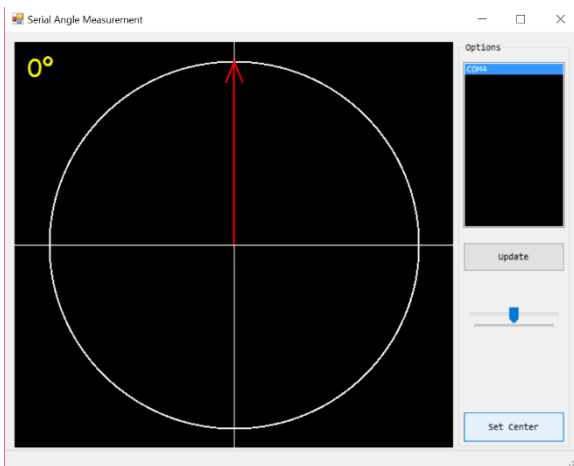 Serial Angle Measurement
0°
Options
COM4
Update
Set Center